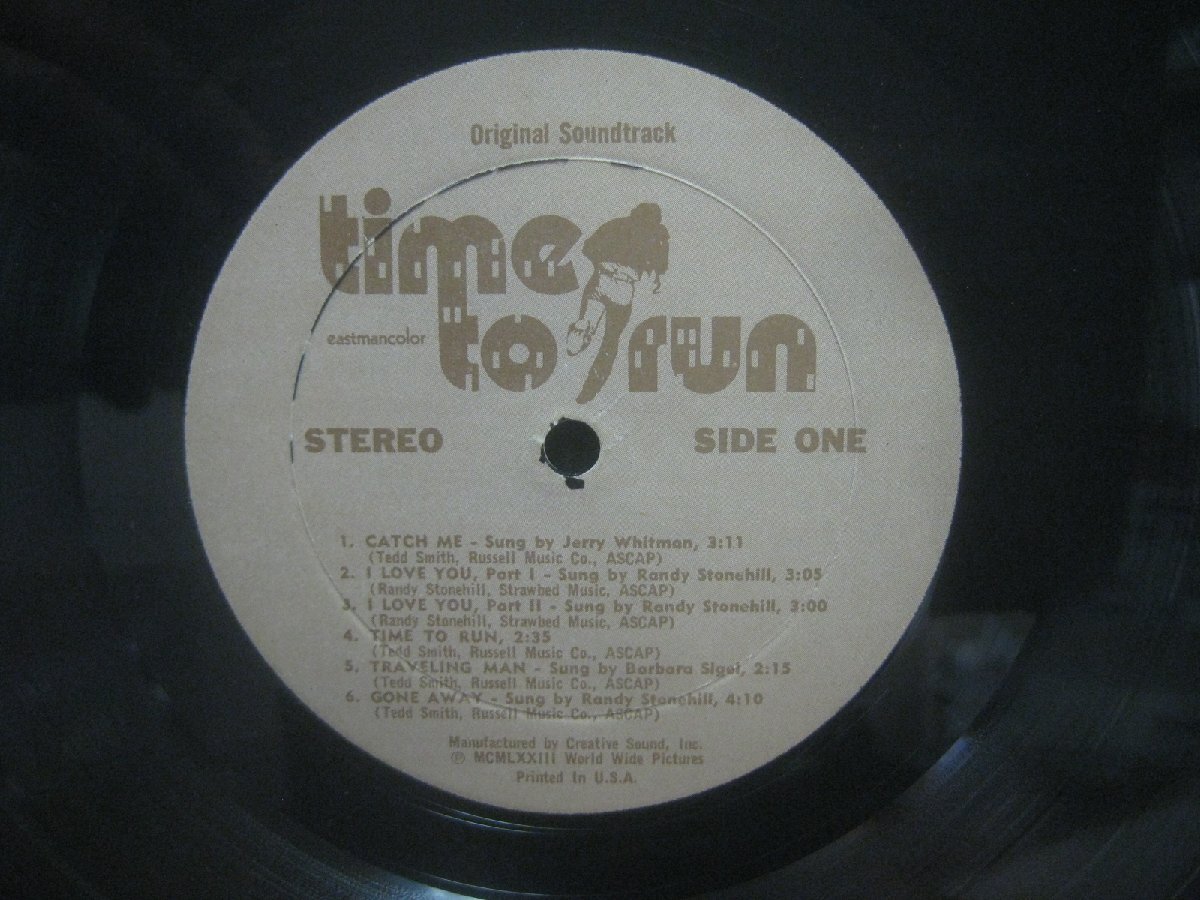 Original Soundtrack
time
to run
eastmancolor
STEREO
SIDE ONE
1. CATCH ME - Sung by Jerry Whitman, 3:11
(Tedd Smith, Russell Music Co., ASCAP)
2. I LOVE YOU, Part I - Sung by Randy Stonehill, 3:05
(Randy Stonehill, Strawbed Music, ASCAP)
3. I LOVE YOU, Part II - Sung by Randy Stonehill, 3:00
(Randy Stonehill, Strawbed Music, ASCAP)
4. TIME TO RUN, 2:35
(Tedd Smith, Russell Music Co., ASCAP)
5. TRAVELING MAN - Sung by Barbara Sigel, 2:15
(Tedd Smith, Russell Music Co., ASCAP)
6. GONE AWAY - Sung by Randy Stonehill, 4:10
(Tedd Smith, Russell Music Co., ASCAP)
Manufactured by Creative Sound, Inc.
℗ MCMLXXIII World Wide Pictures
Printed in U.S.A.